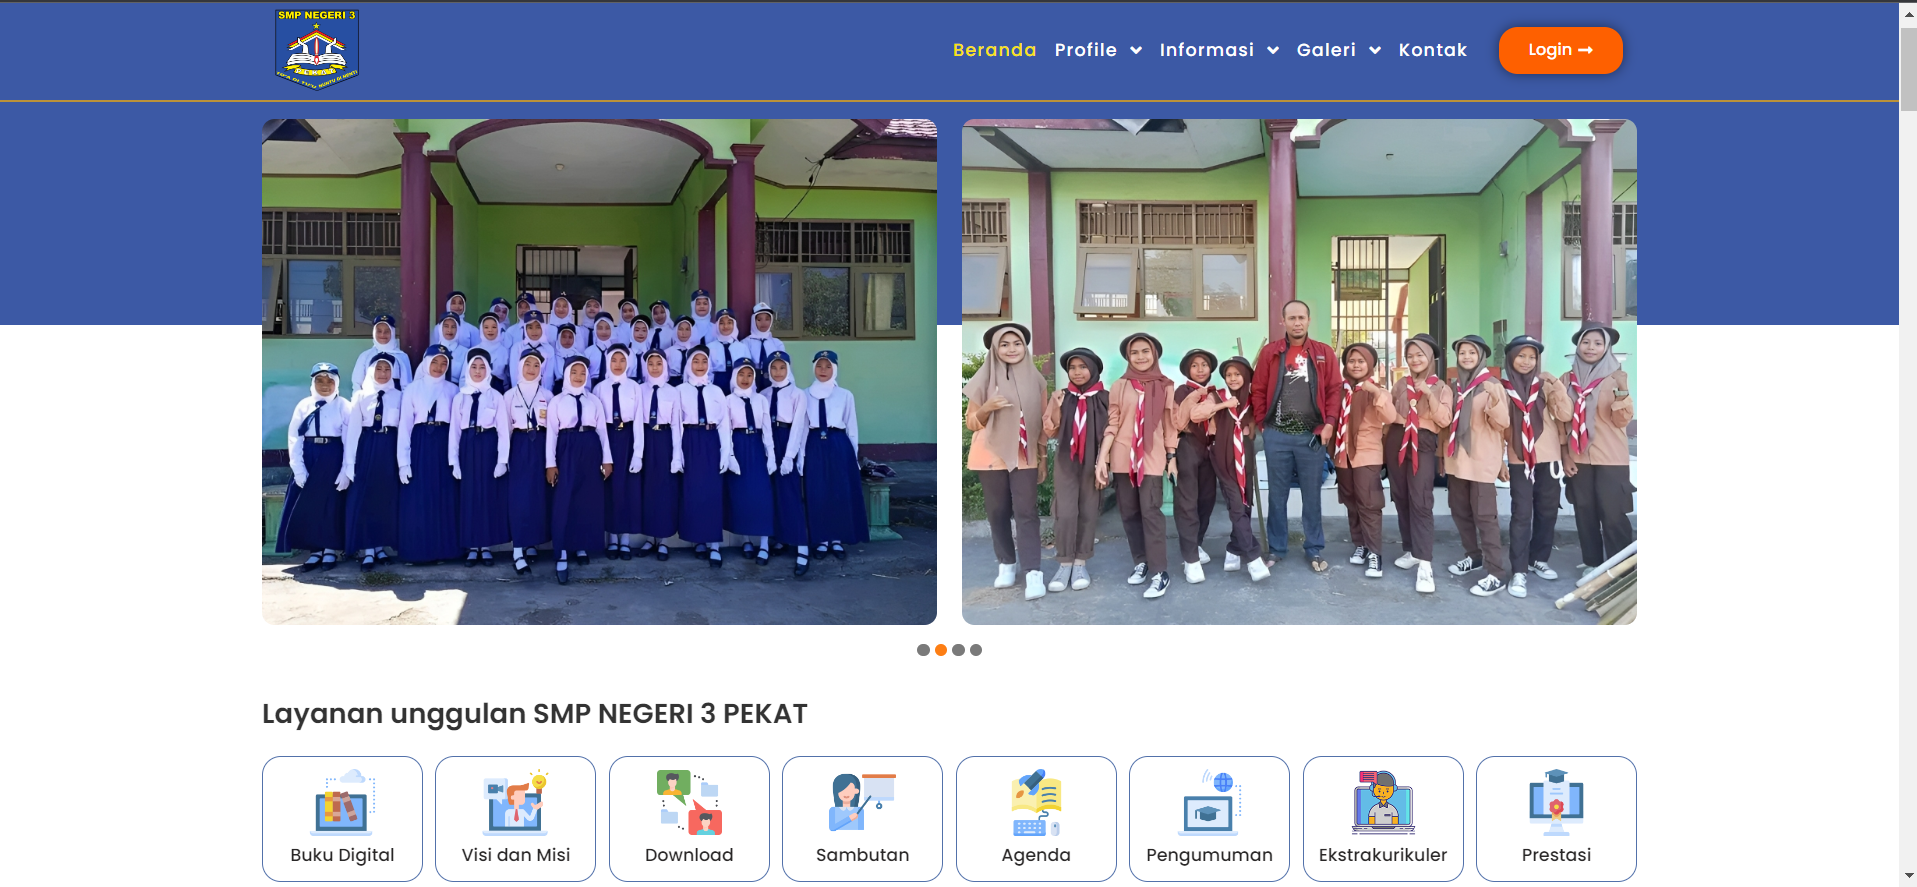 SMP NEGERI 3
Beranda Profile Informasi Galeri Kontak Login
Layanan unggulan SMP NEGERI 3 PEKAT
Buku Digital Visi dan Misi Download Sambutan Agenda Pengumuman Ekstrakurikuler Prestasi